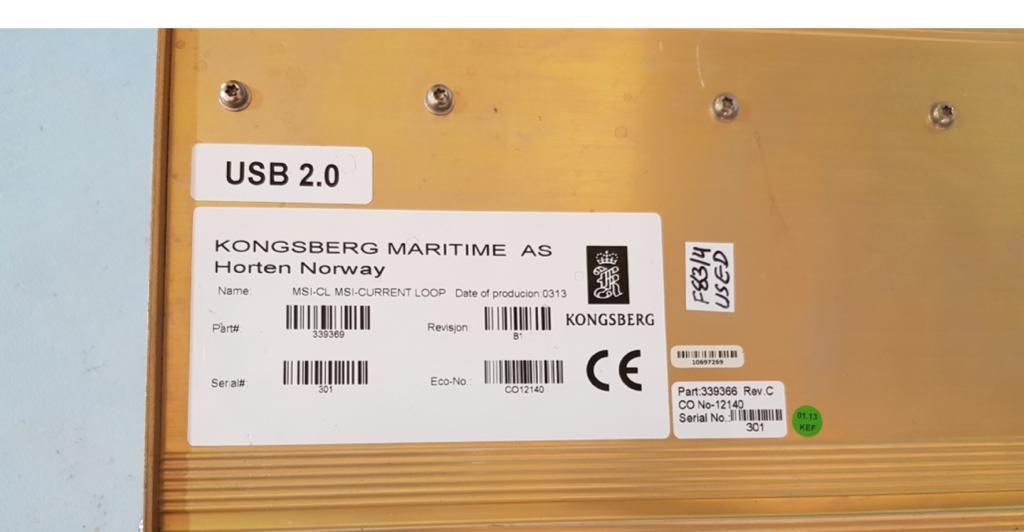 USB 2.0
KONGSBERG MARITIME AS
Horten Norway
Name: MSI-CL MSI-CURRENT LOOP Date of producion:0313
Part#: 339369 Revisjon: B1
KONGSBERG
Serial#: 301 Eco-No.: CO12140
CE
F83/4
USED
10697269
Part:339366 Rev.C
CO No-12140
Serial No.:
301
01.13
KEF